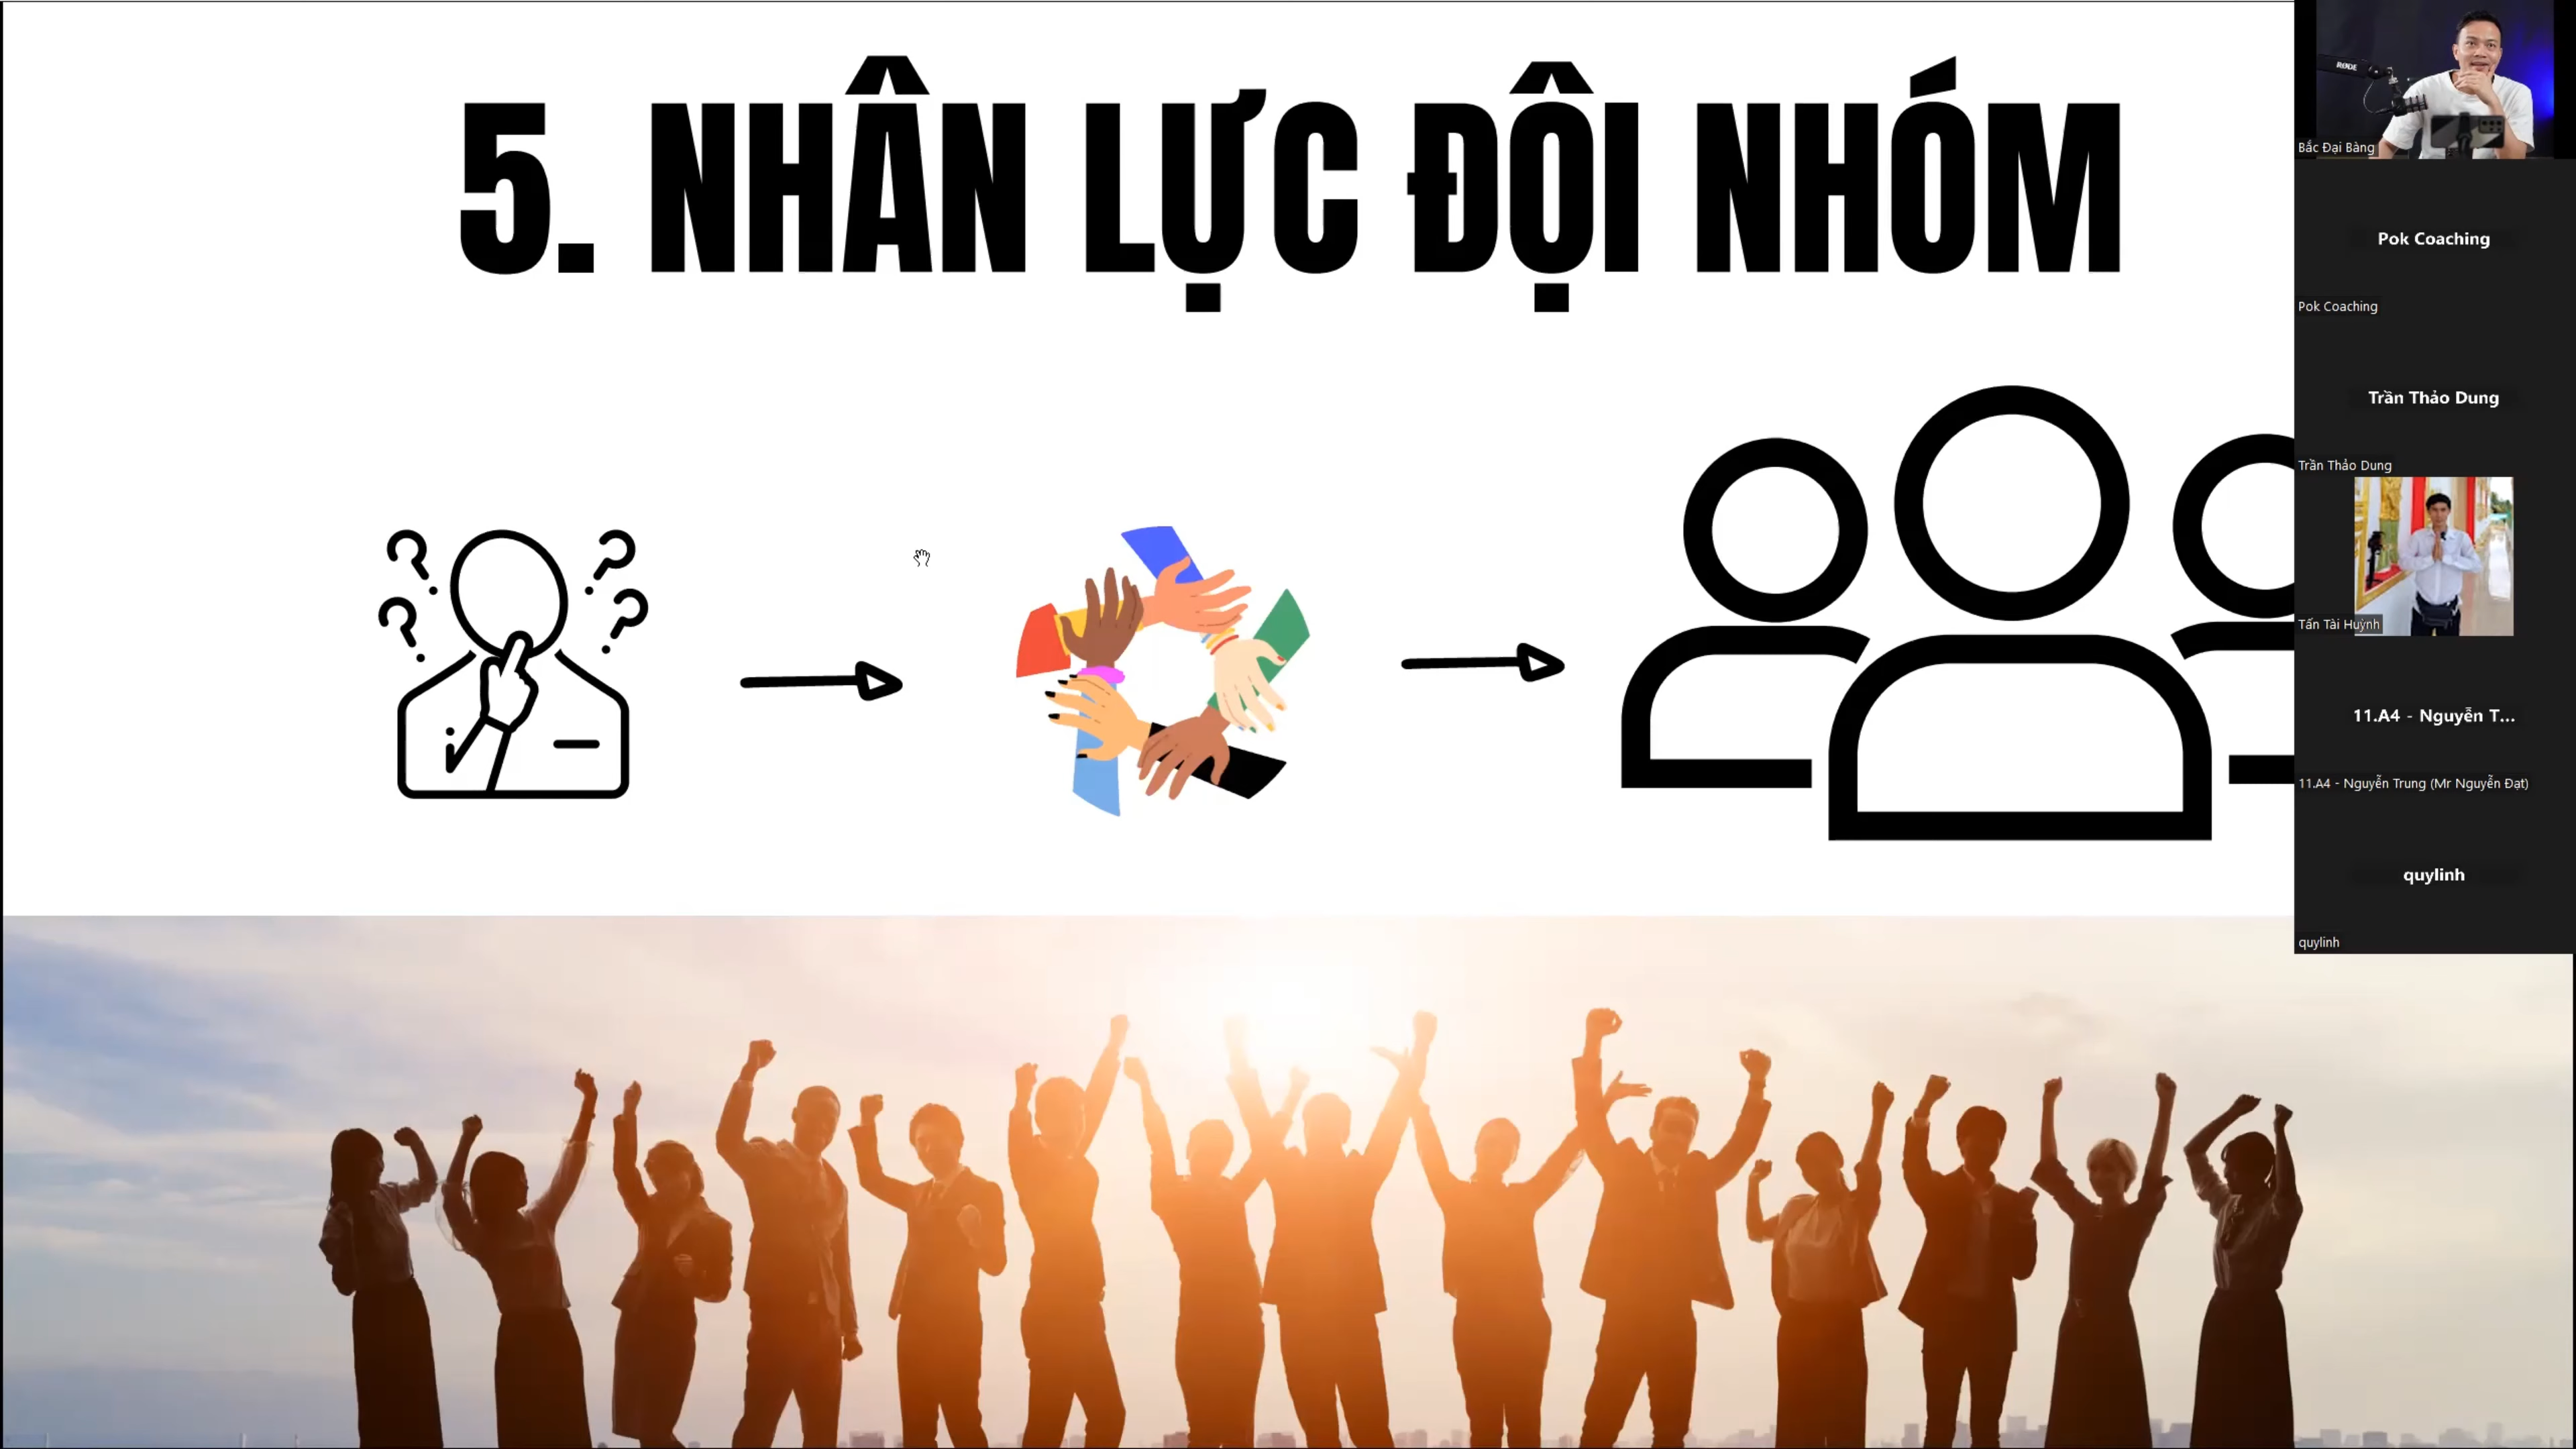 5. NHÂN LỰC ĐỘI NHÓM
RØDE
Bắc Đại Bàng
Pok Coaching
Pok Coaching
Trần Thảo Dung
Trần Thảo Dung
Tấn Tài Huỳnh
11.A4 - Nguyễn T...
11.A4 - Nguyễn Trung (Mr Nguyễn Đạt)
quylinh
quylinh